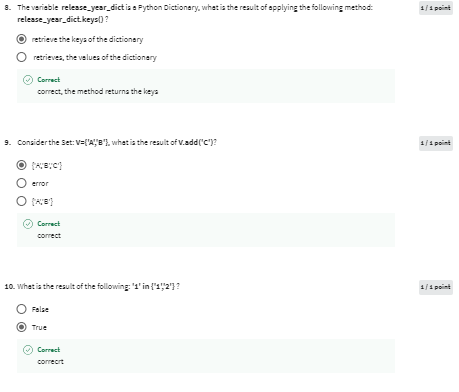 8. The variable release_year_dict is a Python Dictionary, what is the result of applying the following method: 1 / 1 point
release_year_dict.keys() ?
retrieve the keys of the dictionary
retrieves, the values of the dictionary
Correct
correct, the method returns the keys
9. Consider the Set: V={'A','B'}, what is the result of V.add('C')? 1 / 1 point
{'A','B','C'}
error
{'A','B'}
Correct
correct
10. What is the result of the following: '1' in {'1','2'} ? 1 / 1 point
False
True
Correct
correcrt